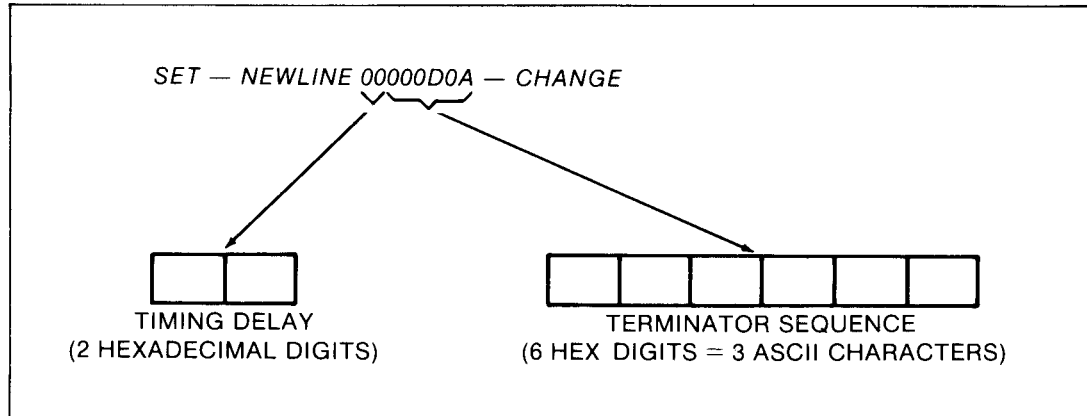 SET — NEWLINE 00000D0A — CHANGE
TIMING DELAY
(2 HEXADECIMAL DIGITS)
TERMINATOR SEQUENCE
(6 HEX DIGITS = 3 ASCII CHARACTERS)